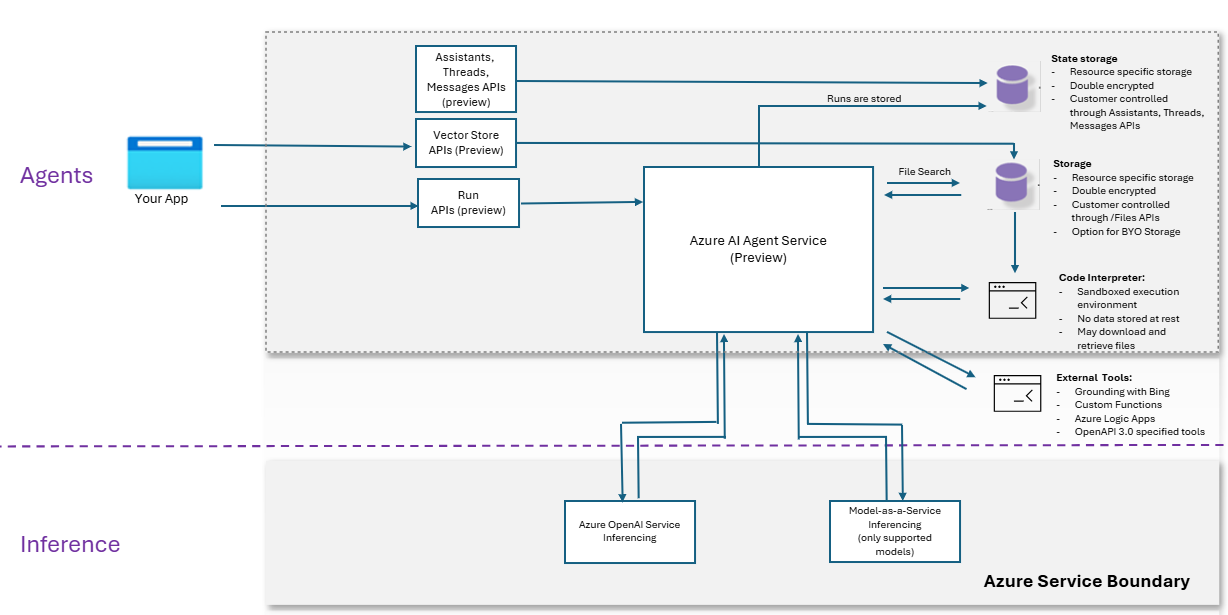 Agents
Your App
Assistants,
Threads,
Messages APIs
(preview)
Vector Store
APIs (Preview)
Run
APIs (preview)
Runs are stored
Azure AI Agent Service
(Preview)
File Search
State storage
- Resource specific storage
- Double encrypted
- Customer controlled
through Assistants, Threads,
Messages APIs
Storage
- Resource specific storage
- Double encrypted
- Customer controlled
through /Files APIs
- Option for BYO Storage
Code Interpreter:
- Sandboxed execution
environment
- No data stored at rest
- May download and
retrieve files
External Tools:
- Grounding with Bing
- Custom Functions
- Azure Logic Apps
- OpenAPI 3.0 specified tools
Inference
Azure OpenAI Service
Inferencing
Model-as-a-Service
Inferencing
(only supported
models)
Azure Service Boundary